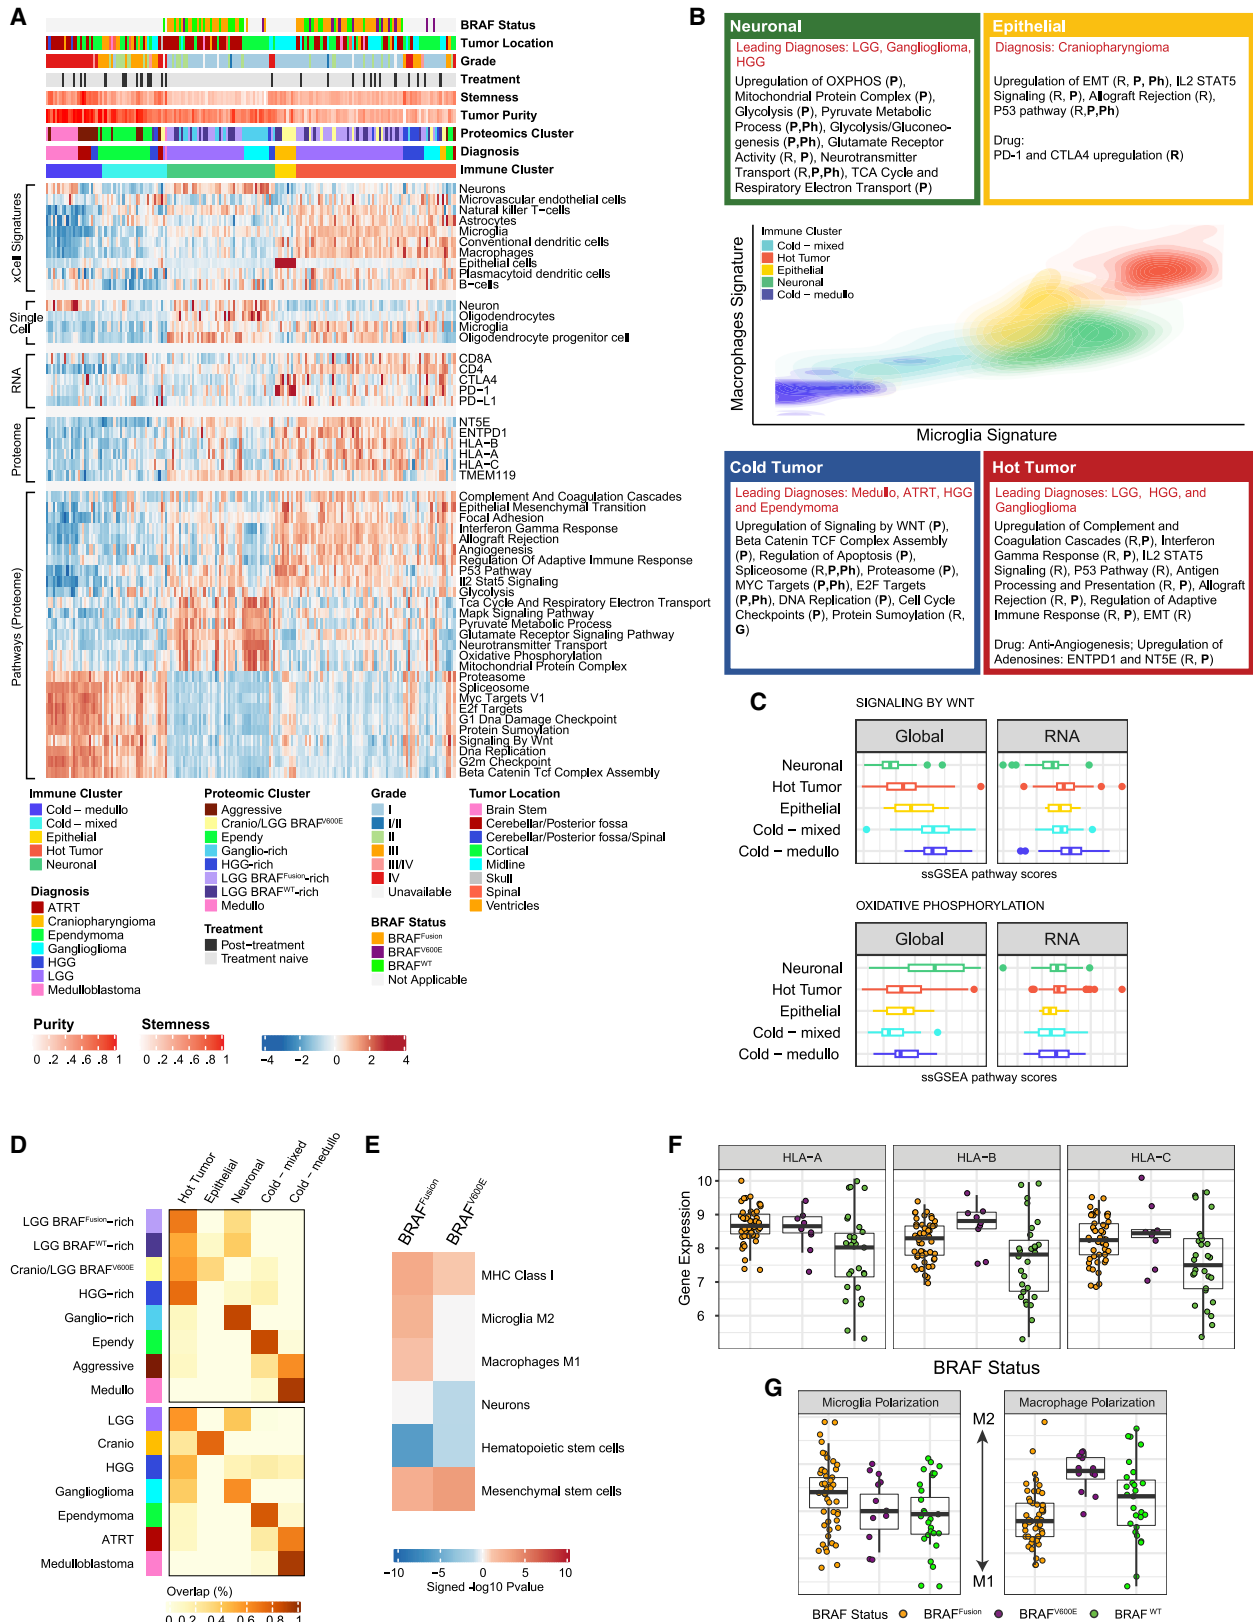 A
BRAF Status
Tumor Location
Grade
Treatment
Stemness
Tumor Purity
Proteomics Cluster
Diagnosis
Immune Cluster
xCell Signatures
Neurons
Microvascular endothelial cells
Natural killer T−cells
Astrocytes
Microglia
Conventional dendritic cells
Macrophages
Epithelial cells
Plasmacytoid dendritic cells
B−cells
Single
Cell
Neuron
Oligodendrocytes
Microglia
Oligodendrocyte progenitor cell
RNA
CD8A
CD4
CTLA4
PD−1
PD−L1
Proteome
NT5E
ENTPD1
HLA−B
HLA−A
HLA−C
TMEM119
Pathways (Proteome)
Complement And Coagulation Cascades
Epithelial Mesenchymal Transition
Focal Adhesion
Interferon Gamma Response
Allograft Rejection
Angiogenesis
Regulation Of Adaptive Immune Response
P53 Pathway
Il2 Stat5 Signaling
Glycolysis
Tca Cycle And Respiratory Electron Transport
Mapk Signaling Pathway
Pyruvate Metabolic Process
Glutamate Receptor Signaling Pathway
Neurotransmitter Transport
Oxidative Phosphorylation
Mitochondrial Protein Complex
Proteasome
Spliceosome
Myc Targets V1
E2f Targets
G1 Dna Damage Checkpoint
Protein Sumoylation
Signaling By Wnt
Dna Replication
G2m Checkpoint
Beta Catenin Tcf Complex Assembly
Immune Cluster
Cold − medullo
Cold − mixed
Epithelial
Hot Tumor
Neuronal
Diagnosis
ATRT
Craniopharyngioma
Ependymoma
Ganglioglioma
HGG
LGG
Medulloblastoma
Proteomic Cluster
Aggressive
Cranio/LGG BRAFV600E
Ependy
Ganglio-rich
HGG-rich
LGG BRAFFusion-rich
LGG BRAFWT-rich
Medullo
Treatment
Post−treatment
Treatment naive
Grade
I
I/II
II
III
III/IV
IV
Unavailable
BRAF Status
BRAFFusion
BRAFV600E
BRAFWT
Not Applicable
Tumor Location
Brain Stem
Cerebellar/Posterior fossa
Cerebellar/Posterior fossa/Spinal
Cortical
Midline
Skull
Spinal
Ventricles
Purity
0 .2 .4 .6 .8 1
Stemness
0 .2 .4 .6 .8 1
−4 −2 0 2 4
B
Neuronal
Leading Diagnoses: LGG, Ganglioglioma,
HGG
Upregulation of OXPHOS (P),
Mitochondrial Protein Complex (P),
Glycolysis (P), Pyruvate Metabolic
Process (P,Ph), Glycolysis/Gluconeo-
genesis (P,Ph), Glutamate Receptor
Activity (R, P), Neurotransmitter
Transport (R,P,Ph), TCA Cycle and
Respiratory Electron Transport (P)
Epithelial
Diagnosis: Craniopharyngioma
Upregulation of EMT (R, P, Ph), IL2 STAT5
Signaling (R, P), Allograft Rejection (R),
P53 pathway (R,P,Ph)
Drug:
PD-1 and CTLA4 upregulation (R)
Macrophages Signature
Immune Cluster
Cold − mixed
Hot Tumor
Epithelial
Neuronal
Cold − medullo
Microglia Signature
Cold Tumor
Leading Diagnoses: Medullo, ATRT, HGG
and Ependymoma
Upregulation of Signaling by WNT (P),
Beta Catenin TCF Complex Assembly
(P), Regulation of Apoptosis (P),
Spliceosome (R,P,Ph), Proteasome (P),
MYC Targets (P,Ph), E2F Targets
(P,Ph), DNA Replication (P), Cell Cycle
Checkpoints (P), Protein Sumoylation (R,
G)
Hot Tumor
Leading Diagnoses: LGG, HGG, and
Ganglioglioma
Upregulation of Complement and
Coagulation Cascades (R,P), Interferon
Gamma Response (R, P), IL2 STAT5
Signaling (R), P53 Pathway (R), Antigen
Processing and Presentation (R, P), Allograft
Rejection (R, P), Regulation of Adaptive
Immune Response (R, P), EMT (R)
Drug: Anti-Angiogenesis; Upregulation of
Adenosines: ENTPD1 and NT5E (R, P)
C
SIGNALING BY WNT
Global RNA
Neuronal
Hot Tumor
Epithelial
Cold − mixed
Cold − medullo
ssGSEA pathway scores
OXIDATIVE PHOSPHORYLATION
Global RNA
Neuronal
Hot Tumor
Epithelial
Cold − mixed
Cold − medullo
ssGSEA pathway scores
D
Hot Tumor
Epithelial
Neuronal
Cold − mixed
Cold − medullo
LGG BRAFFusion-rich
LGG BRAFWT-rich
Cranio/LGG BRAFV600E
HGG-rich
Ganglio-rich
Ependy
Aggressive
Medullo
LGG
Cranio
HGG
Ganglioglioma
Ependymoma
ATRT
Medulloblastoma
Overlap (%)
0 0.2 0.4 0.6 0.8 1
E
BRAFFusion
BRAFV600E
MHC Class I
Microglia M2
Macrophages M1
Neurons
Hematopoietic stem cells
Mesenchymal stem cells
−10 −5 0 5 10
Signed -log10 Pvalue
F
HLA−A HLA−B HLA−C
Gene Expression
10
9
8
7
6
BRAF Status
G
Microglia Polarization
Macrophage Polarization
M2
M1
BRAF Status BRAFFusion BRAFV600E BRAFWT